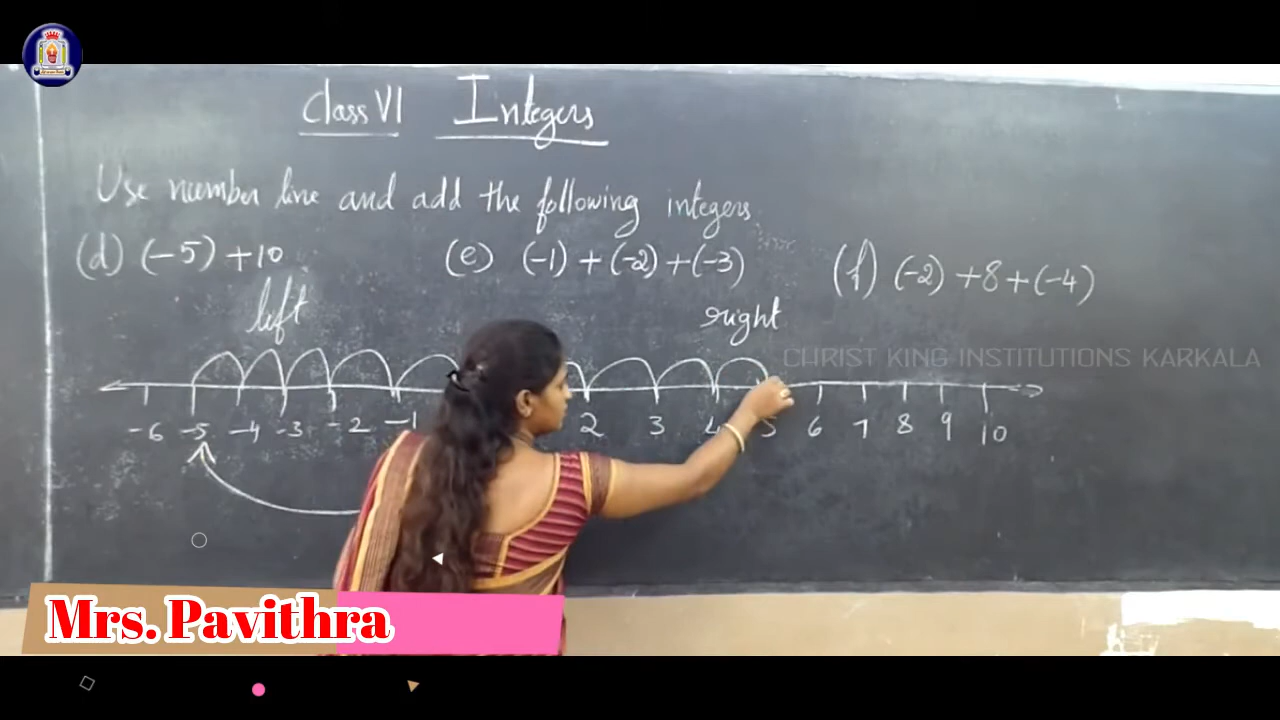 Class VI Integers
Use number line and add the following integers.
(d) (-5) +10 (e) (-1) + (-2) +(-3) (f) (-2) +8+(-4)
left right
CHRIST KING INSTITUTIONS KARKALA
-6 -5 -4 -3 -2 -1 2 3 4 5 6 7 8 9 10
Mrs. Pavithra